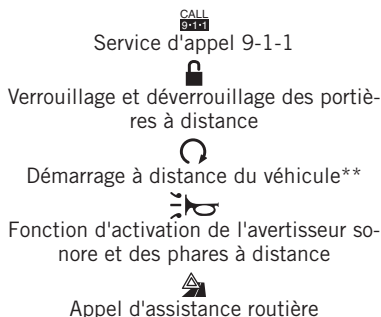 CALL
9-1-1
Service d'appel 9-1-1
Verrouillage et déverrouillage des portiè-
res à distance
Démarrage à distance du véhicule**
Fonction d'activation de l'avertisseur so-
nore et des phares à distance
Appel d'assistance routière